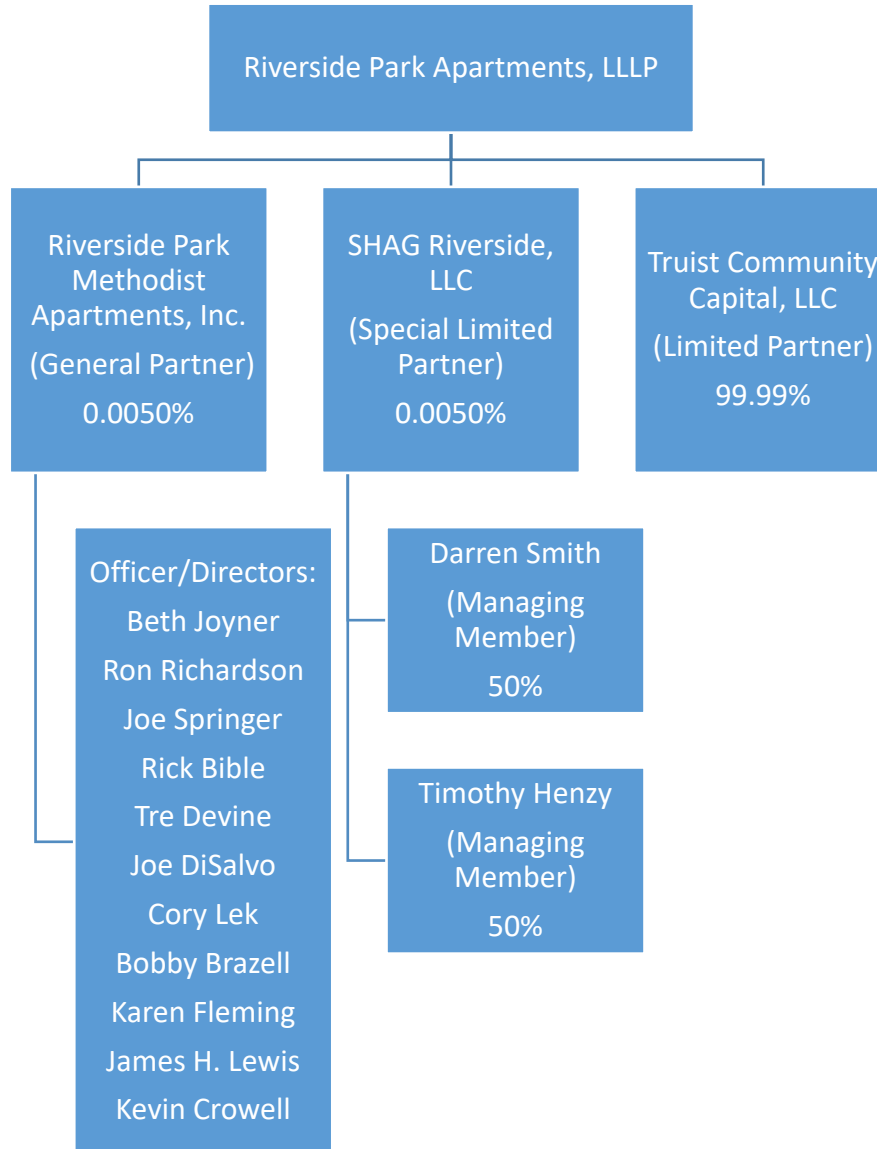 Riverside Park Apartments, LLLP
Riverside Park
Methodist
Apartments, Inc.
(General Partner)
0.0050%
SHAG Riverside,
LLC
(Special Limited
Partner)
0.0050%
Truist Community
Capital, LLC
(Limited Partner)
99.99%
Officer/Directors:
Beth Joyner
Ron Richardson
Joe Springer
Rick Bible
Tre Devine
Joe DiSalvo
Cory Lek
Bobby Brazell
Karen Fleming
James H. Lewis
Kevin Crowell
Darren Smith
(Managing
Member)
50%
Timothy Henzy
(Managing
Member)
50%